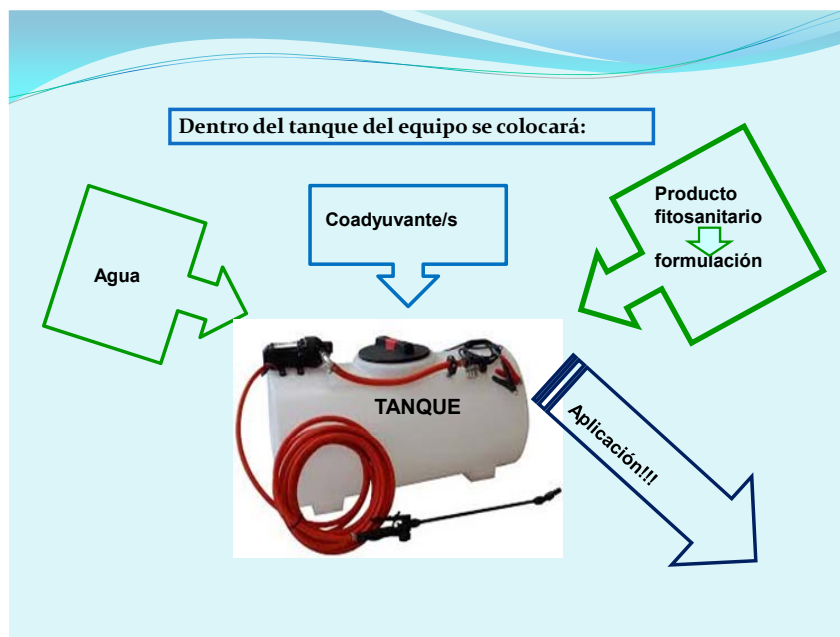 Dentro del tanque del equipo se colocará:
Agua
Coadyuvante/s
Producto
fitosanitario
formulación
TANQUE
Aplicación!!!